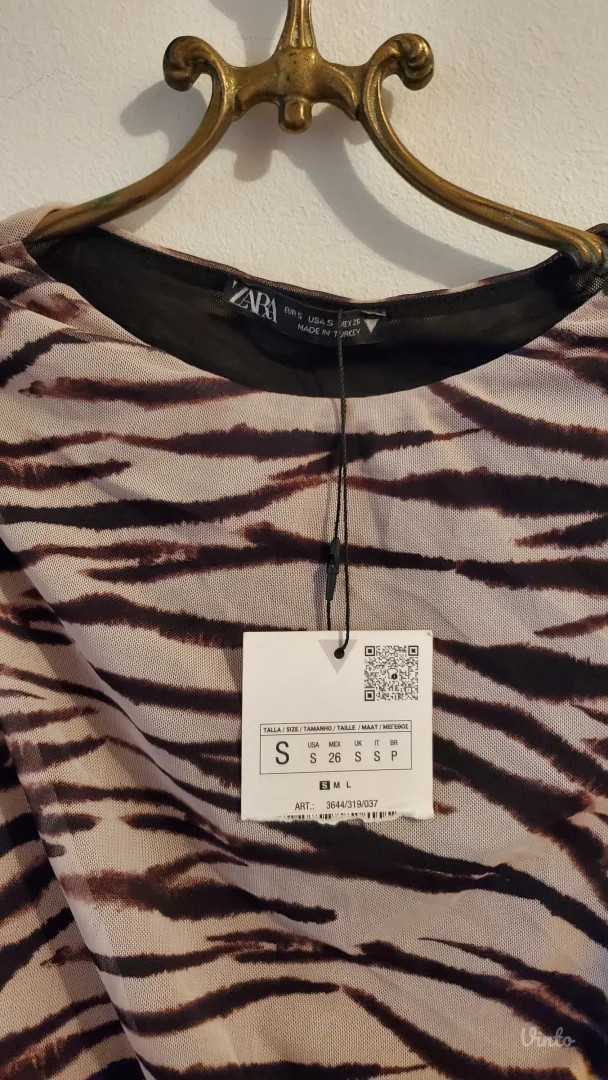 ZARA
EUR S USA S MEX 26
MADE IN TURKEY
TALLA / SIZE / TAMANHO / TAILLE / MAAT / ΜΕΓΕΘΟΣ
S
USA MEX UK IT BR
S 26 S S P
S M L
ART.: 3644/319/037
Vinto